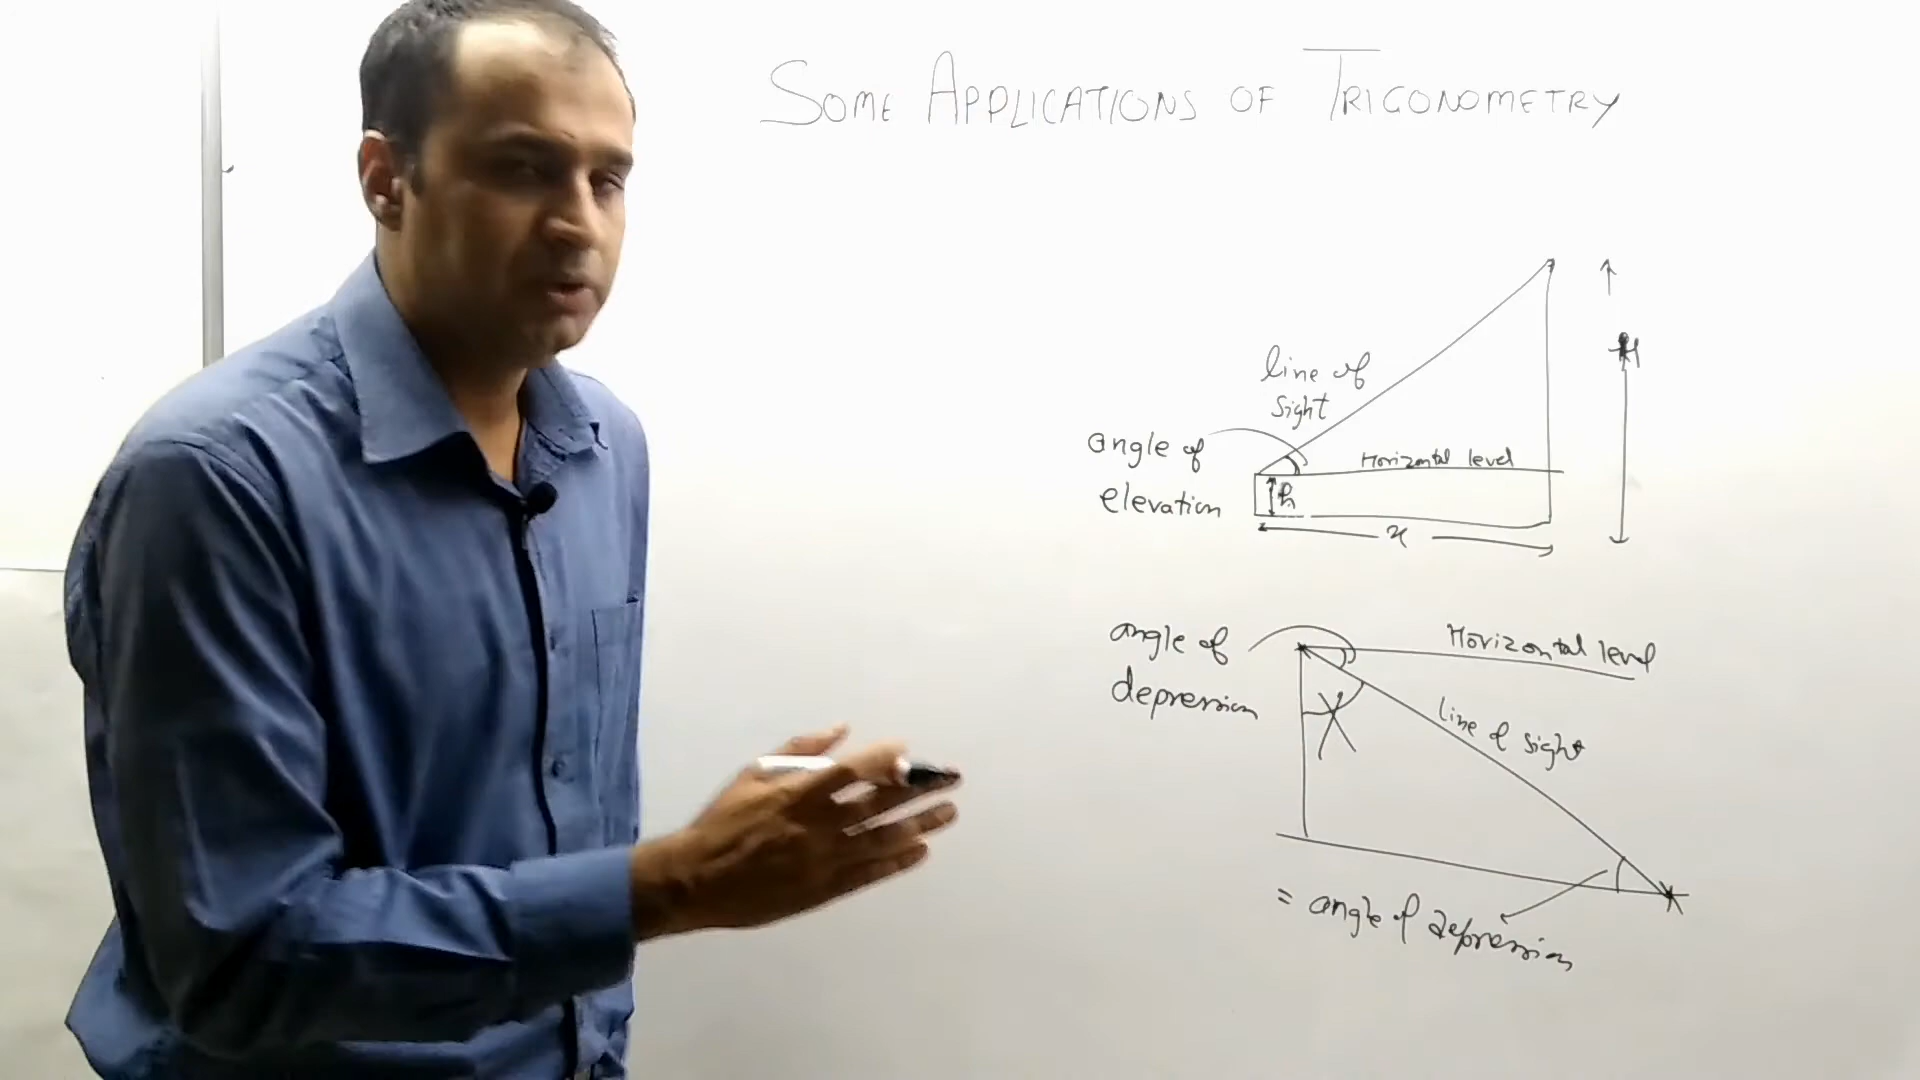 SOME APPLICATIONS OF TRIGONOMETRY
line of
sight
H
angle of
elevation
Horizontal level
h
x
angle of
depression
Horizontal level
line of sight
= angle of depression